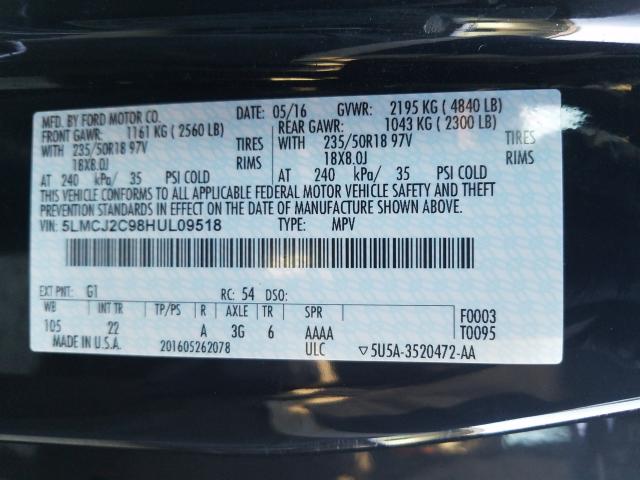 MFD. BY FORD MOTOR CO. DATE: 05/16 GVWR: 2195 KG ( 4840 LB)
FRONT GAWR: 1161 KG ( 2560 LB) REAR GAWR: 1043 KG ( 2300 LB)
WITH 235/50R18 97V TIRES WITH 235/50R18 97V TIRES
18X8.0J RIMS 18X8.0J RIMS
AT 240 kPa/ 35 PSI COLD AT 240 kPa/ 35 PSI COLD
THIS VEHICLE CONFORMS TO ALL APPLICABLE FEDERAL MOTOR VEHICLE SAFETY AND THEFT
PREVENTION STANDARDS IN EFFECT ON THE DATE OF MANUFACTURE SHOWN ABOVE.
VIN: 5LMCJ2C98HUL09518 TYPE: MPV
EXT PNT: G1 RC: 54 DSO:
WB INT TR TP/PS R AXLE TR SPR F0003
105 22 A 3G 6 AAAA T0095
MADE IN U.S.A. 201605262078 ULC ▽5U5A-3520472-AA